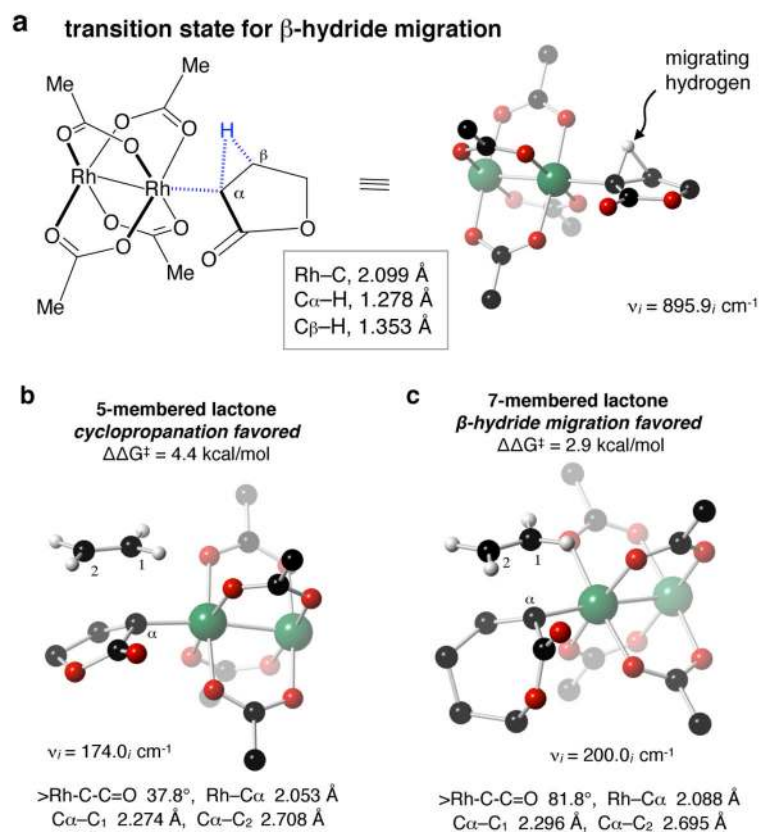 a transition state for β-hydride migration
Me
Me
O
O
O
O
H
β
Rh
Rh
α
O
O
O
O
O
O
Me
Me
≡
migrating
hydrogen
Rh–C, 2.099 Å
Cα–H, 1.278 Å
Cβ–H, 1.353 Å
νi = 895.9i cm-1
b
5-membered lactone
cyclopropanation favored
ΔΔG‡ = 4.4 kcal/mol
2
1
α
νi = 174.0i cm-1
>Rh-C-C=O 37.8°, Rh–Cα 2.053 Å
Cα–C1 2.274 Å, Cα–C2 2.708 Å
c
7-membered lactone
β-hydride migration favored
ΔΔG‡ = 2.9 kcal/mol
2
1
α
νi = 200.0i cm-1
>Rh-C-C=O 81.8°, Rh–Cα 2.088 Å
Cα–C1 2.296 Å, Cα–C2 2.695 Å